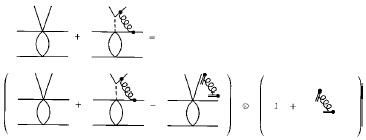 + =
( + - ) ⊗ ( 1 + )